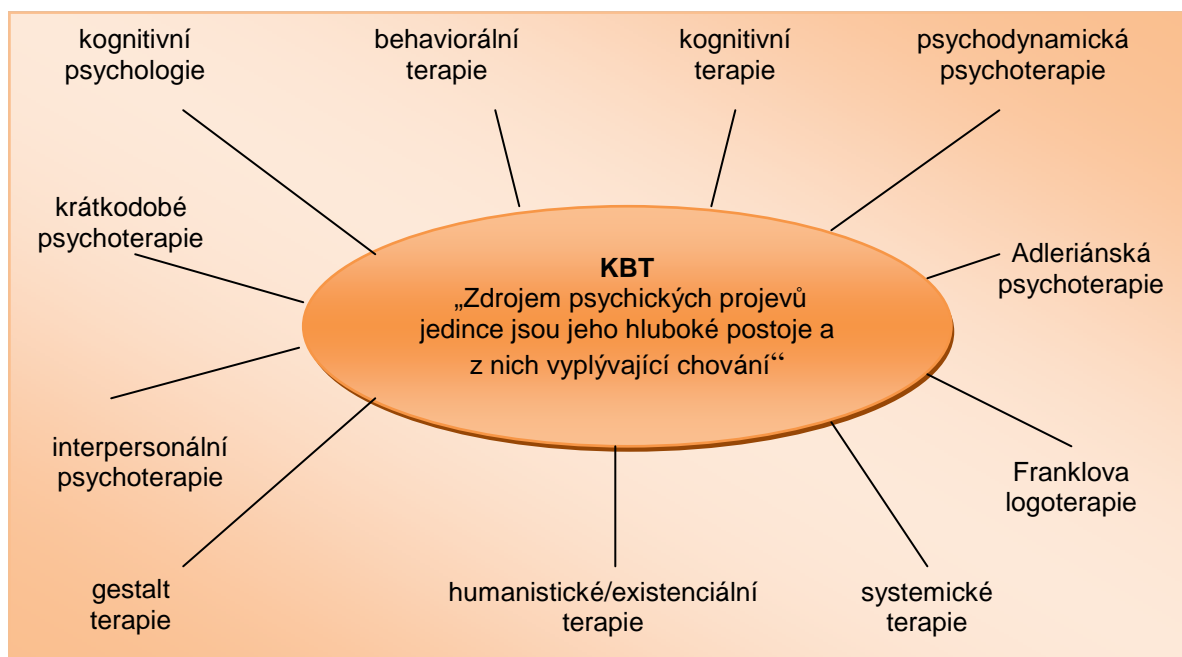 kognitivní
psychologie
behaviorální
terapie
kognitivní
terapie
psychodynamická
psychoterapie
krátkodobé
psychoterapie
KBT
„Zdrojem psychických projevů
jedince jsou jeho hluboké postoje a
z nich vyplývající chování“
Adleriánská
psychoterapie
interpersonální
psychoterapie
Franklova
logoterapie
gestalt
terapie
humanistické/existenciální
terapie
systemické
terapie